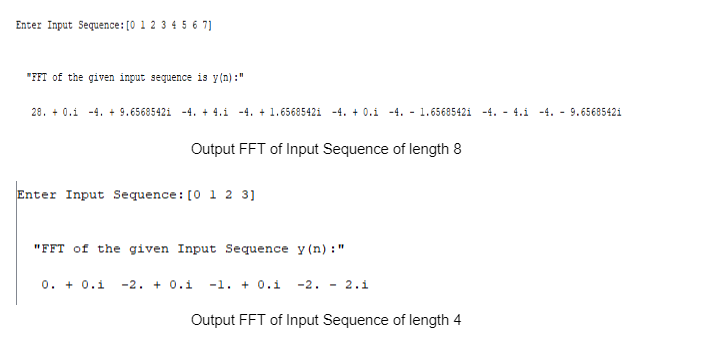 Enter Input Sequence:[0 1 2 3 4 5 6 7]
"FFT of the given input sequence is y(n):"
28. + 0.i -4. + 9.6568542i -4. + 4.i -4. + 1.6568542i -4. + 0.i -4. - 1.6568542i -4. - 4.i -4. - 9.6568542i
Output FFT of Input Sequence of length 8
Enter Input Sequence:[0 1 2 3]
"FFT of the given Input Sequence y(n):"
0. + 0.i -2. + 0.i -1. + 0.i -2. - 2.i
Output FFT of Input Sequence of length 4